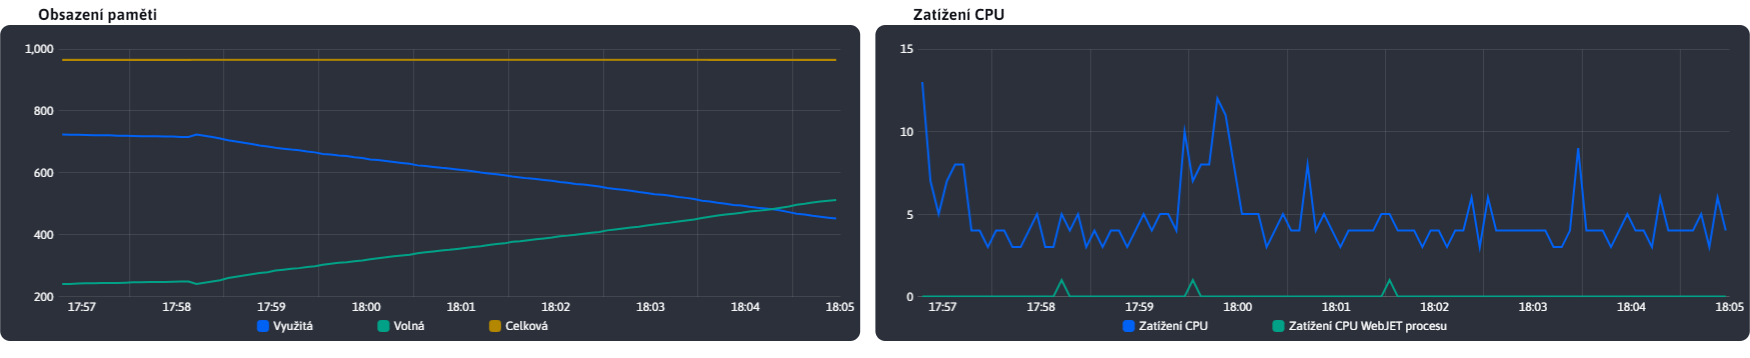 Obsazení paměti
1,000
800
600
400
200
17:57 17:58 17:59 18:00 18:01 18:02 18:03 18:04 18:05
Využitá Volná Celková
Zatížení CPU
15
10
5
0
17:57 17:58 17:59 18:00 18:01 18:02 18:03 18:04 18:05
Zatížení CPU Zatížení CPU WebJET procesu